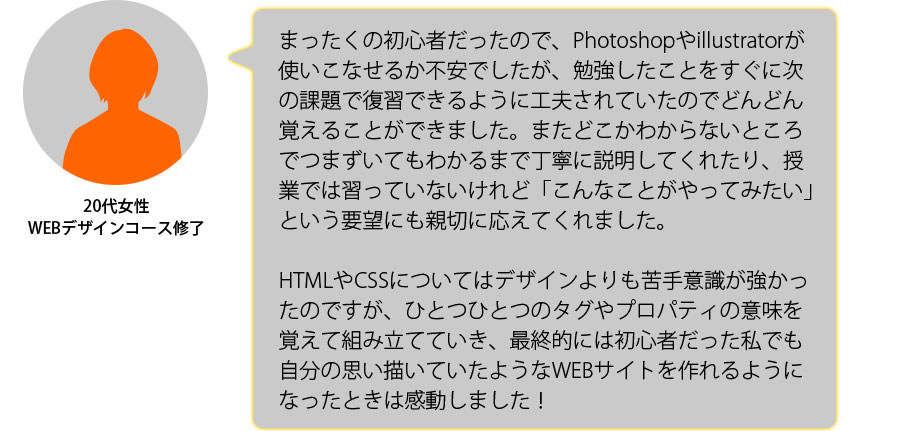 まったくの初心者だったので、Photoshopやillustratorが
使いこなせるか不安でしたが、勉強したことをすぐに次
の課題で復習できるように工夫されていたのでどんどん
覚えることができました。またどこかわからないところ
でつまずいてもわかるまで丁寧に説明してくれたり、授
業では習っていないけれど「こんなことがやってみたい」
という要望にも親切に応えてくれました。
HTMLやCSSについてはデザインよりも苦手意識が強かっ
たのですが、ひとつひとつのタグやプロパティの意味を
覚えて組み立てていき、最終的には初心者だった私でも
自分の思い描いていたようなWEBサイトを作れるように
なったときは感動しました！
20代女性
WEBデザインコース修了